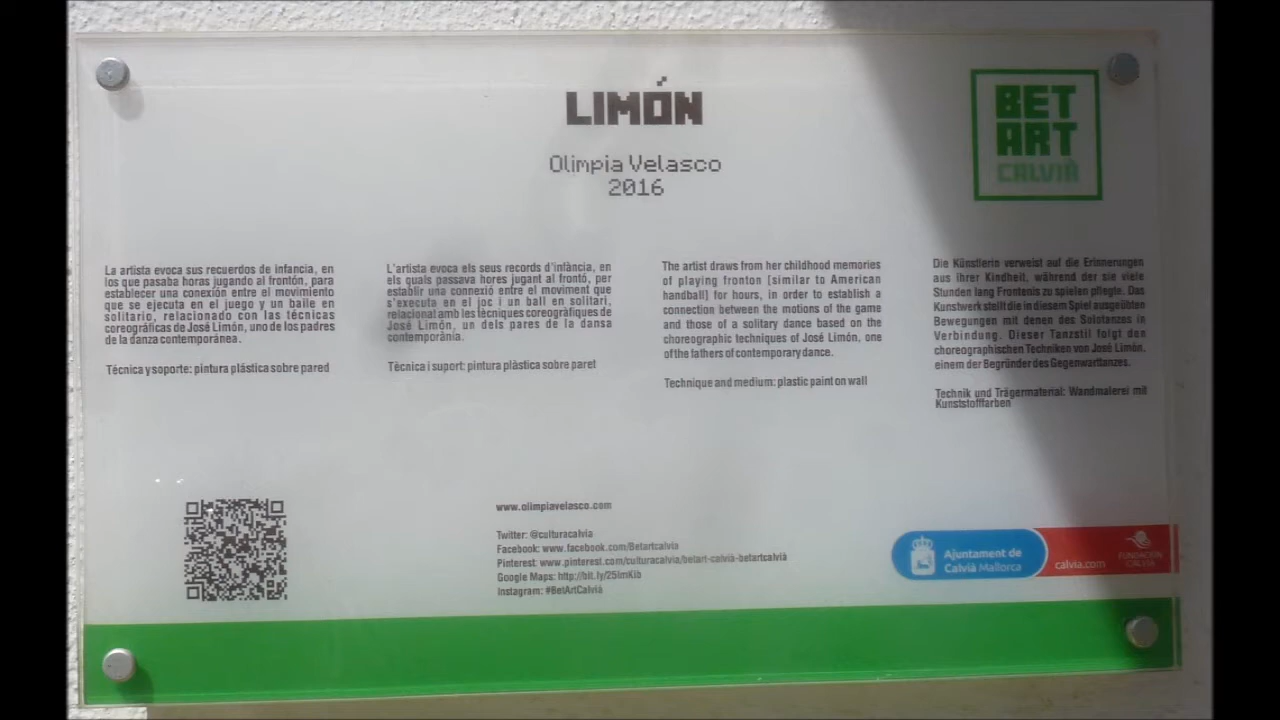 LIMÓN
Olimpia Velasco
2016
BET
ART
CALVIÀ
La artista evoca sus recuerdos de infancia, en
los que pasaba horas jugando al frontón, para
establecer una conexión entre el movimiento
que se ejecuta en el juego y un baile en
solitario, relacionado con las técnicas
coreográficas de José Limón, uno de los padres
de la danza contemporánea.
Técnica y soporte: pintura plástica sobre pared
L'artista evoca els seus records d'infància, en
els quals passava hores jugant al frontó, per
establir una connexió entre el moviment que
s'executa en el joc i un ball en solitari,
relacional amb les tècniques coreogràfiques de
José Limón, un dels pares de la dansa
contemporània.
Tècnica i suport: pintura plàstica sobre paret
The artist draws from her childhood memories
of playing fronton [similar to American
handball] for hours, in order to establish a
connection between the motions of the game
and those of a solitary dance based on the
choreographic techniques of José Limón, one
of the fathers of contemporary dance.
Technique and medium: plastic paint on wall
Die Künstlerin verweist auf die Erinnerungen
aus ihrer Kindheit, während der sie viele
Stunden lang Frontenis zu spielen pflegte. Das
Kunstwerk stellt die in diesem Spiel ausgeübten
Bewegungen mit denen des Solotanzes in
Verbindung. Dieser Tanzstil folgt den
choreographischen Techniken von José Limón,
einem der Begründer des Gegenwarttanzes.
Technik und Trägermaterial: Wandmalerei mit
Kunststofffarben
www.olimpiavelasco.com
Twitter: @culturacalvia
Facebook: www.facebook.com/Betartcalvia
Pinterest: www.pinterest.com/culturacalvia/betart-calvià-betartcalvià
Google Maps: http://bit.ly/25ImKib
Instagram: #BetArtCalvià
Ajuntament de
Calvià Mallorca
calvia.com
FUNDACIÓN
CALVIÀ